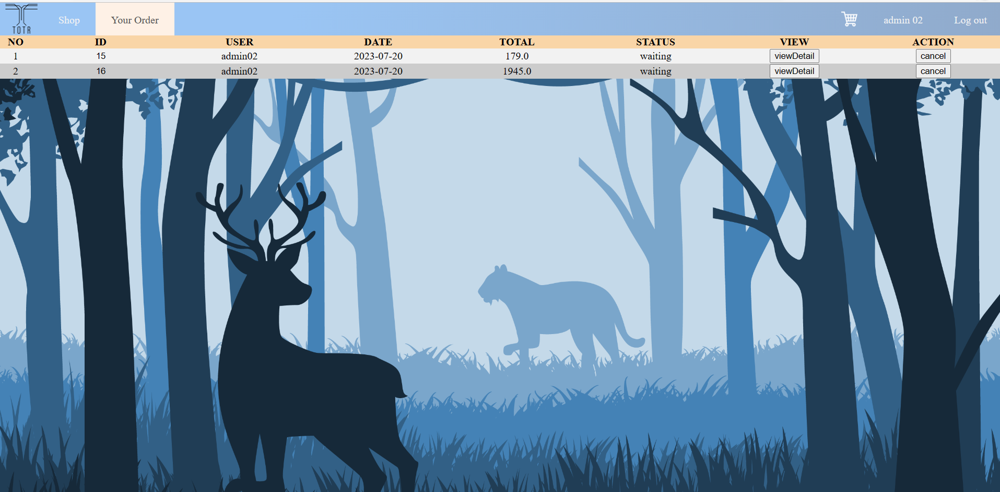 TOTR Shop Your Order admin 02 Log out
NO ID USER DATE TOTAL STATUS VIEW ACTION
1 15 admin02 2023-07-20 179.0 waiting viewDetail cancel
2 16 admin02 2023-07-20 1945.0 waiting viewDetail cancel